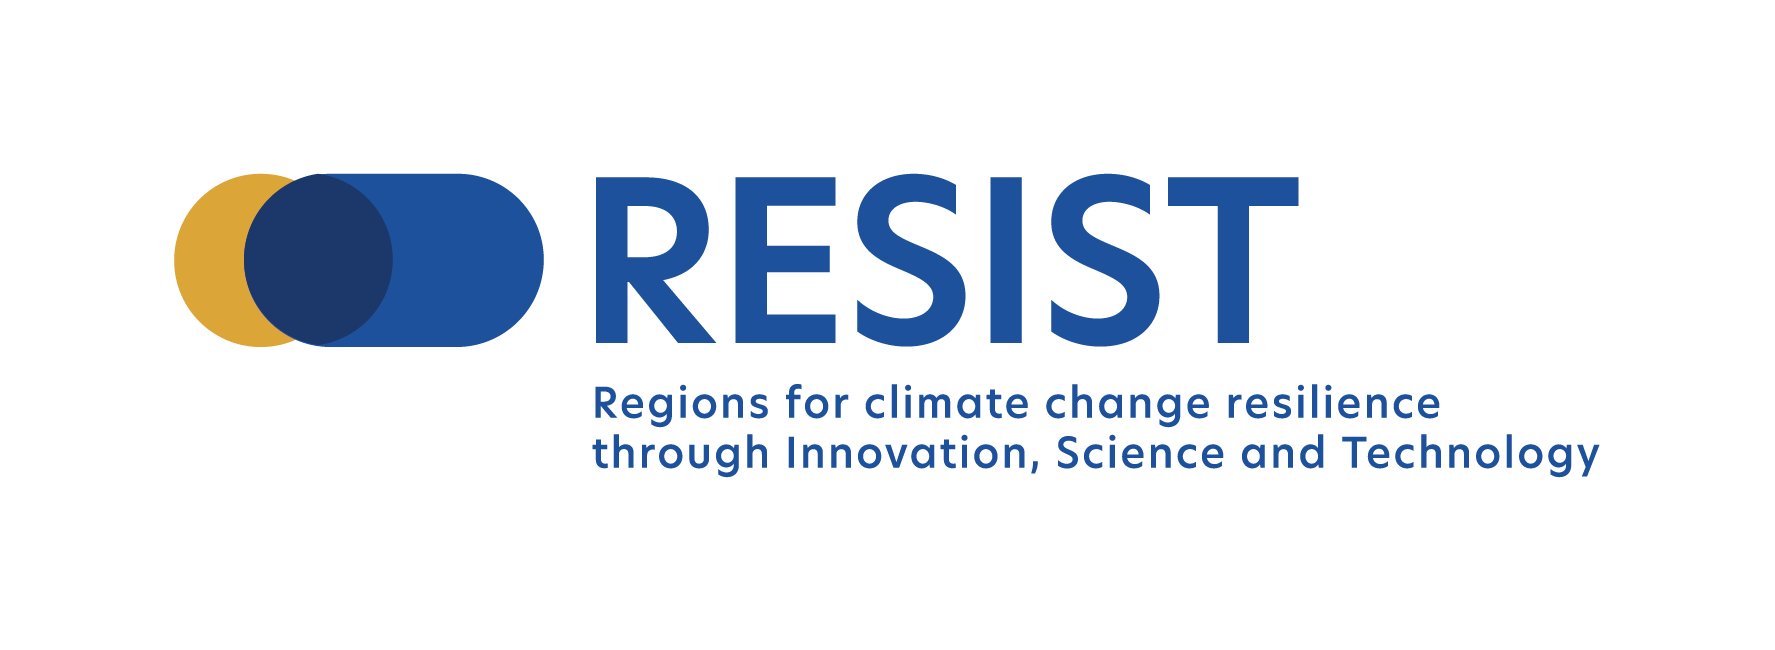 RESIST
Regions for climate change resilience
through Innovation, Science and Technology